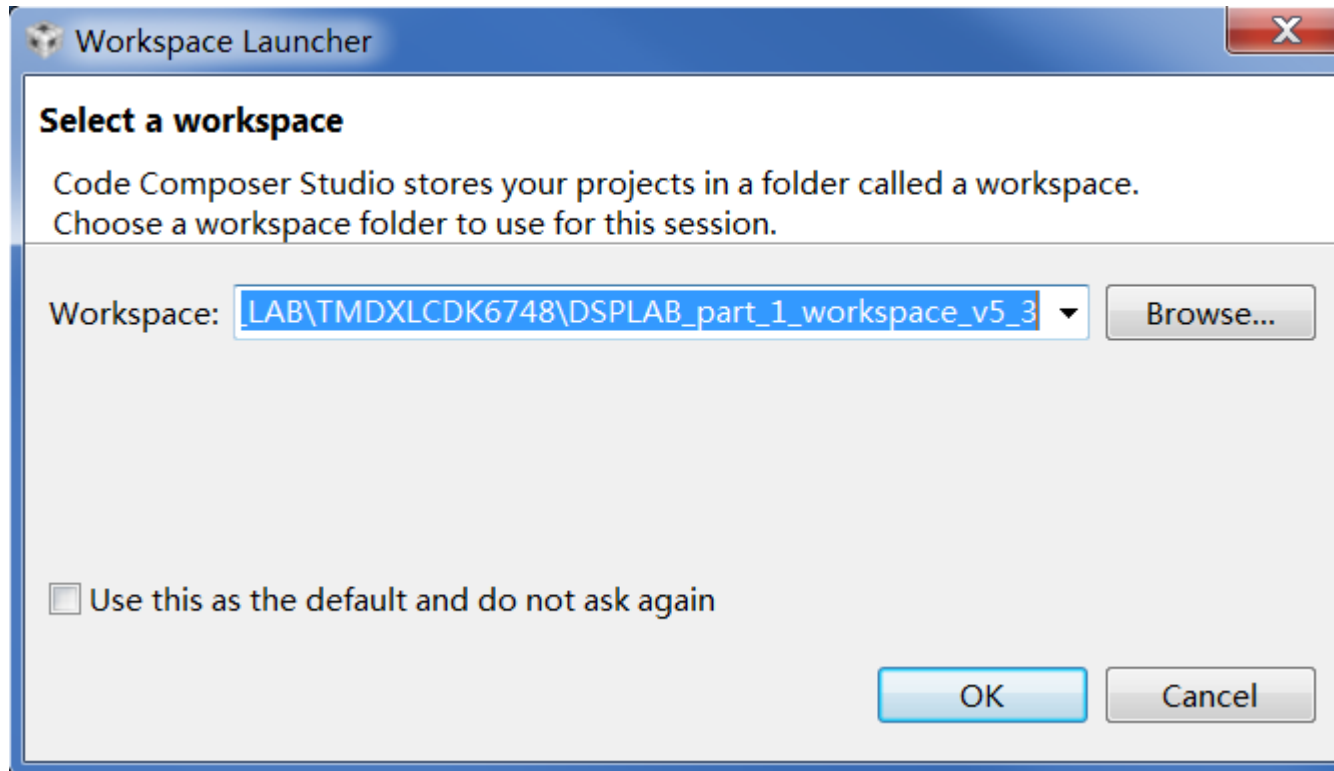 Workspace Launcher
X
Select a workspace
Code Composer Studio stores your projects in a folder called a workspace.
Choose a workspace folder to use for this session.
Workspace: _LAB\TMDXLCDK6748\DSPLAB_part_1_workspace_v5_3 Browse...
Use this as the default and do not ask again
OK Cancel